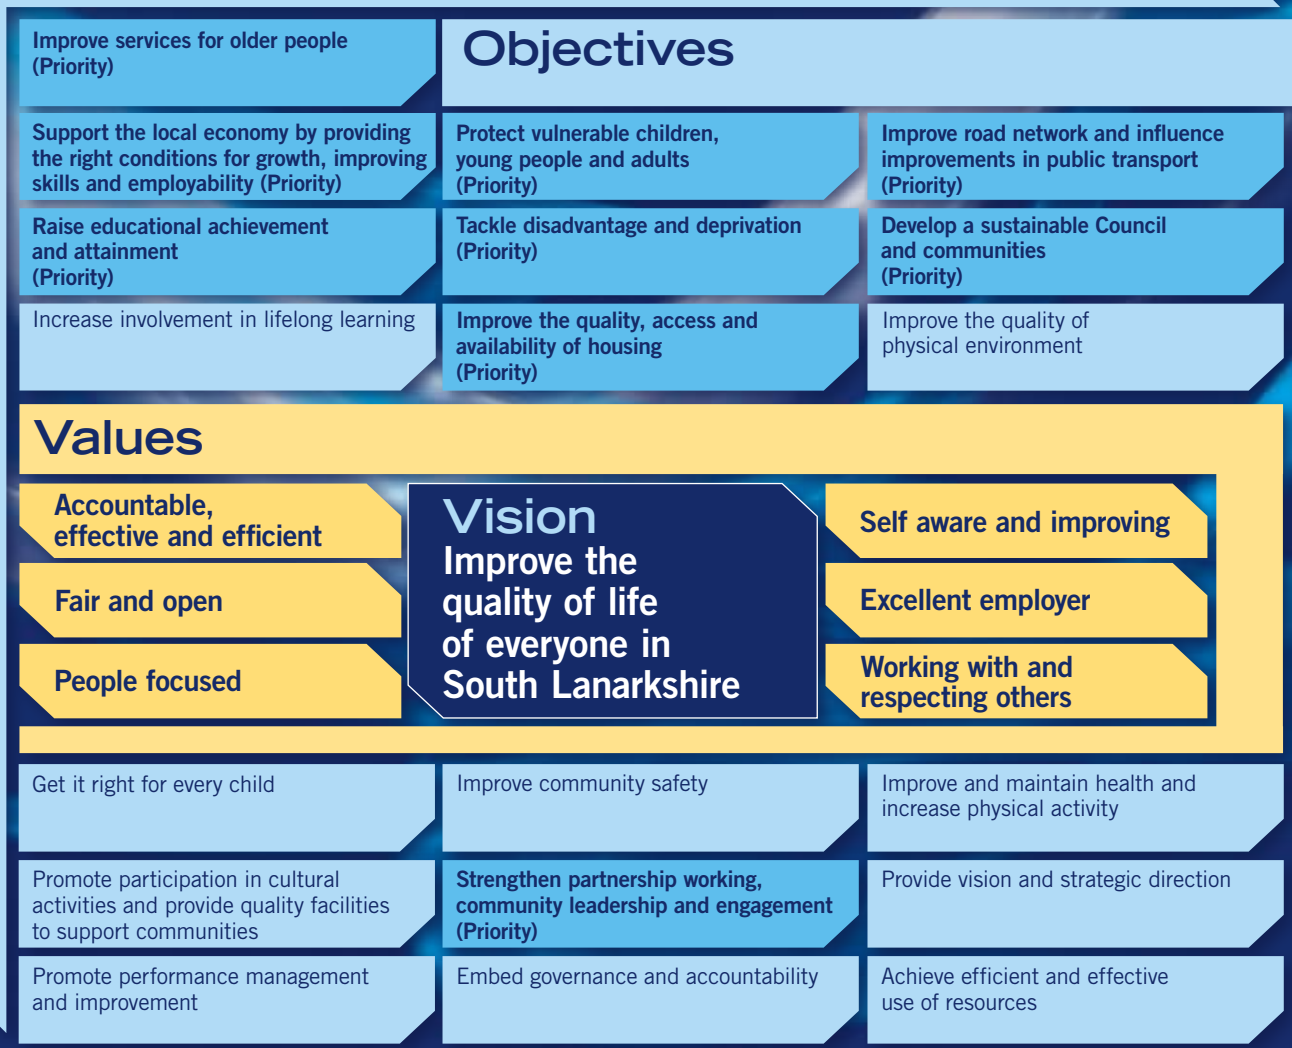 Improve services for older people
(Priority)
Objectives
Support the local economy by providing
the right conditions for growth, improving
skills and employability (Priority)
Protect vulnerable children,
young people and adults
(Priority)
Improve road network and influence
improvements in public transport
(Priority)
Raise educational achievement
and attainment
(Priority)
Tackle disadvantage and deprivation
(Priority)
Develop a sustainable Council
and communities
(Priority)
Increase involvement in lifelong learning
Improve the quality, access and
availability of housing
(Priority)
Improve the quality of
physical environment
Values
Accountable,
effective and efficient
Fair and open
People focused
Vision
Improve the
quality of life
of everyone in
South Lanarkshire
Self aware and improving
Excellent employer
Working with and
respecting others
Get it right for every child
Improve community safety
Improve and maintain health and
increase physical activity
Promote participation in cultural
activities and provide quality facilities
to support communities
Strengthen partnership working,
community leadership and engagement
(Priority)
Provide vision and strategic direction
Promote performance management
and improvement
Embed governance and accountability
Achieve efficient and effective
use of resources